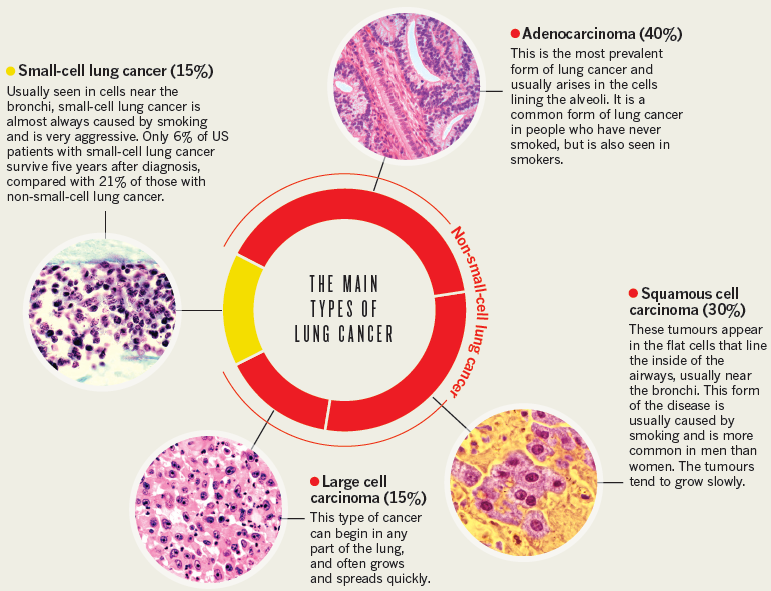 Adenocarcinoma (40%)
This is the most prevalent
form of lung cancer and
usually arises in the cells
lining the alveoli. It is a
common form of lung cancer
in people who have never
smoked, but is also seen in
smokers.
Small-cell lung cancer (15%)
Usually seen in cells near the
bronchi, small-cell lung cancer is
almost always caused by smoking
and is very aggressive. Only 6% of US
patients with small-cell lung cancer
survive five years after diagnosis,
compared with 21% of those with
non-small-cell lung cancer.
THE MAIN
TYPES OF
LUNG CANCER
Non-small-cell lung cancer
Squamous cell
carcinoma (30%)
These tumours appear
in the flat cells that line
the inside of the
airways, usually near
the bronchi. This form
of the disease is
usually caused by
smoking and is more
common in men than
women. The tumours
tend to grow slowly.
Large cell
carcinoma (15%)
This type of cancer
can begin in any
part of the lung,
and often grows
and spreads quickly.